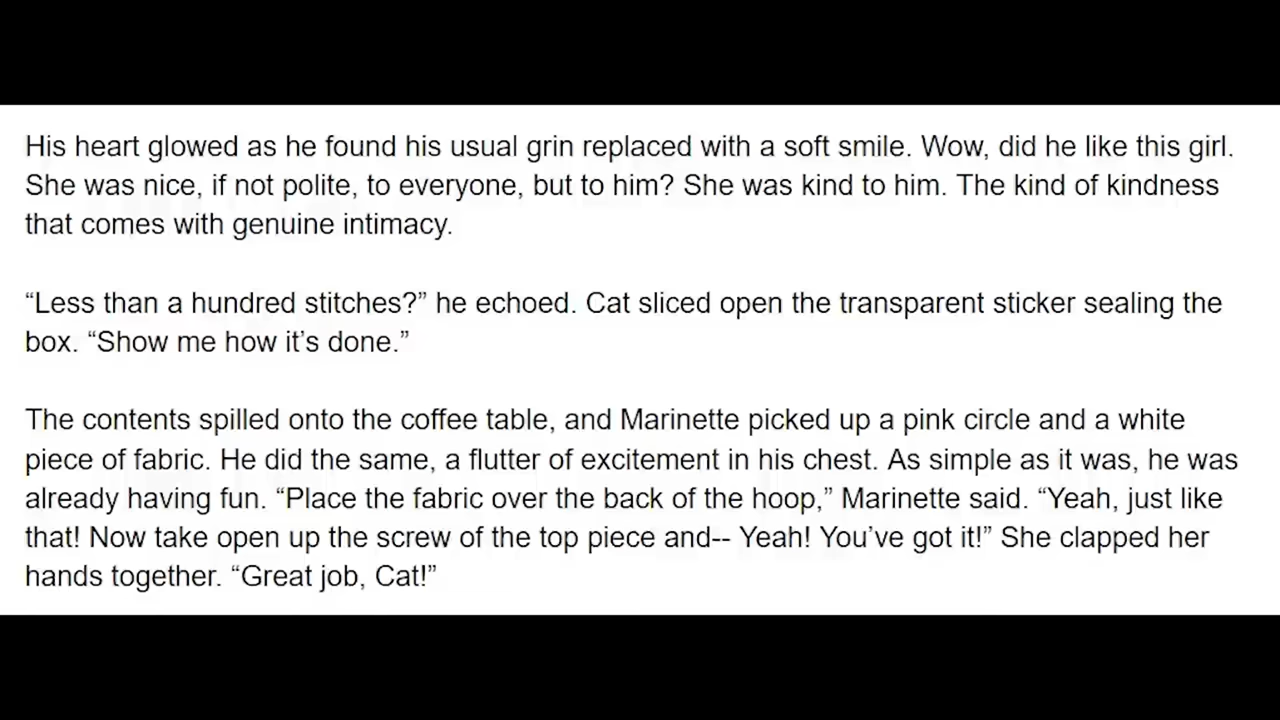 His heart glowed as he found his usual grin replaced with a soft smile. Wow, did he like this girl.
She was nice, if not polite, to everyone, but to him? She was kind to him. The kind of kindness
that comes with genuine intimacy.
“Less than a hundred stitches?” he echoed. Cat sliced open the transparent sticker sealing the
box. “Show me how it’s done.”
The contents spilled onto the coffee table, and Marinette picked up a pink circle and a white
piece of fabric. He did the same, a flutter of excitement in his chest. As simple as it was, he was
already having fun. “Place the fabric over the back of the hoop,” Marinette said. “Yeah, just like
that! Now take open up the screw of the top piece and-- Yeah! You’ve got it!” She clapped her
hands together. “Great job, Cat!”